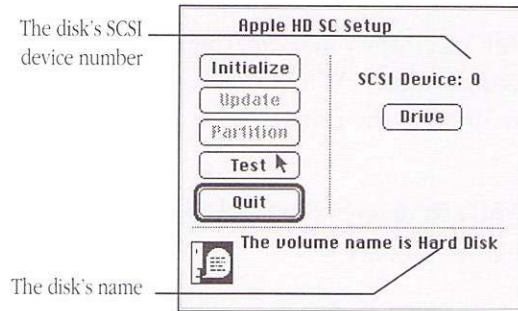 The disk's SCSI
device number
Apple HD SC Setup
Initialize
Update
Partition
Test
Quit
SCSI Device: 0
Drive
The volume name is Hard Disk
The disk's name